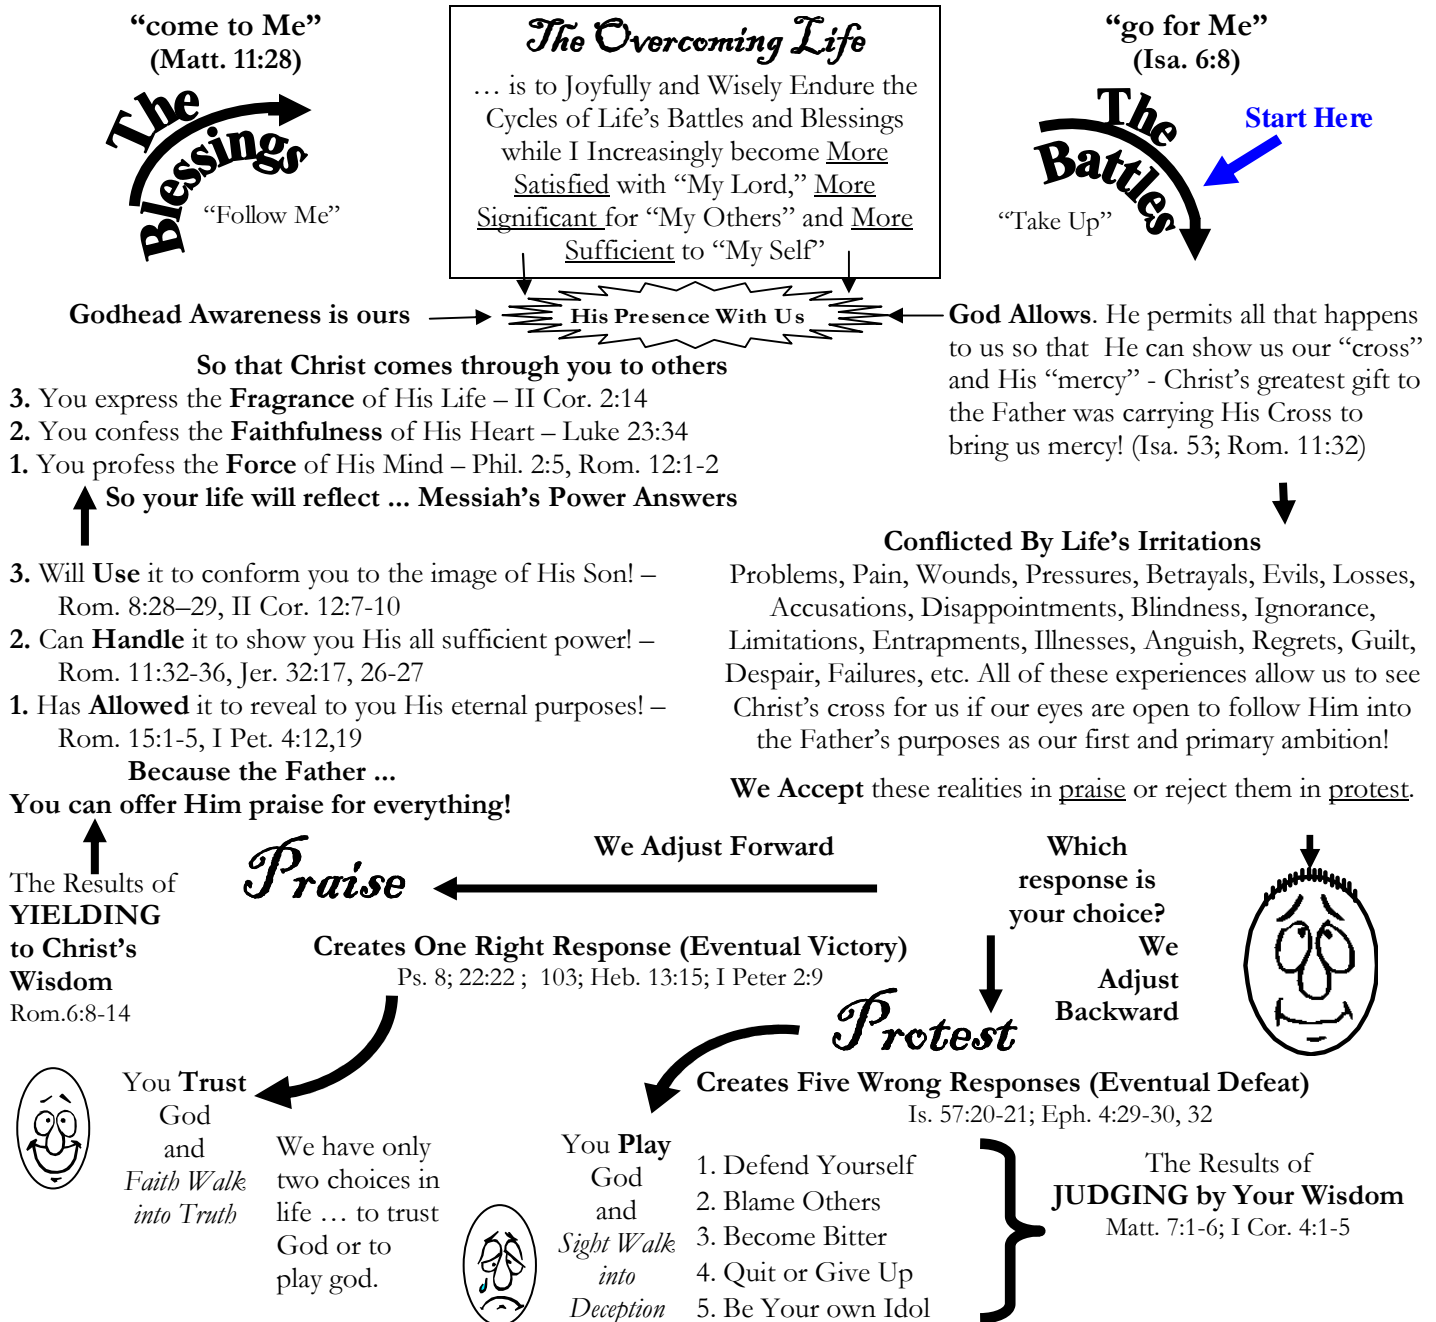 “come to Me”
(Matt. 11:28)
The
Blessings
“Follow Me”
The Overcoming Life
… is to Joyfully and Wisely Endure the
Cycles of Life’s Battles and Blessings
while I Increasingly become More
Satisfied with “My Lord,” More
Significant for “My Others” and More
Sufficient to “My Self”
“go for Me”
(Isa. 6:8)
The
Battles
Start Here
“Take Up”
Godhead Awareness is ours
His Presence With Us
God Allows. He permits all that happens
to us so that He can show us our “cross”
and His “mercy” - Christ’s greatest gift to
the Father was carrying His Cross to
bring us mercy! (Isa. 53; Rom. 11:32)
So that Christ comes through you to others
3. You express the Fragrance of His Life – II Cor. 2:14
2. You confess the Faithfulness of His Heart – Luke 23:34
1. You profess the Force of His Mind – Phil. 2:5, Rom. 12:1-2
So your life will reflect ... Messiah’s Power Answers
3. Will Use it to conform you to the image of His Son! –
Rom. 8:28–29, II Cor. 12:7-10
2. Can Handle it to show you His all sufficient power! –
Rom. 11:32-36, Jer. 32:17, 26-27
1. Has Allowed it to reveal to you His eternal purposes! –
Rom. 15:1-5, I Pet. 4:12,19
Because the Father ...
You can offer Him praise for everything!
Conflicted By Life’s Irritations
Problems, Pain, Wounds, Pressures, Betrayals, Evils, Losses,
Accusations, Disappointments, Blindness, Ignorance,
Limitations, Entrapments, Illnesses, Anguish, Regrets, Guilt,
Despair, Failures, etc. All of these experiences allow us to see
Christ’s cross for us if our eyes are open to follow Him into
the Father’s purposes as our first and primary ambition!
We Accept these realities in praise or reject them in protest.
The Results of
YIELDING
to Christ’s
Wisdom
Rom.6:8-14
Praise
We Adjust Forward
Which
response is
your choice?
We
Adjust
Backward
Creates One Right Response (Eventual Victory)
Ps. 8; 22:22 ; 103; Heb. 13:15; I Peter 2:9
Protest
Creates Five Wrong Responses (Eventual Defeat)
Is. 57:20-21; Eph. 4:29-30, 32
You Trust
God
and
Faith Walk
into Truth
We have only
two choices in
life … to trust
God or to
play god.
You Play
God
and
Sight Walk
into
Deception
1. Defend Yourself
2. Blame Others
3. Become Bitter
4. Quit or Give Up
5. Be Your own Idol
The Results of
JUDGING by Your Wisdom
Matt. 7:1-6; I Cor. 4:1-5